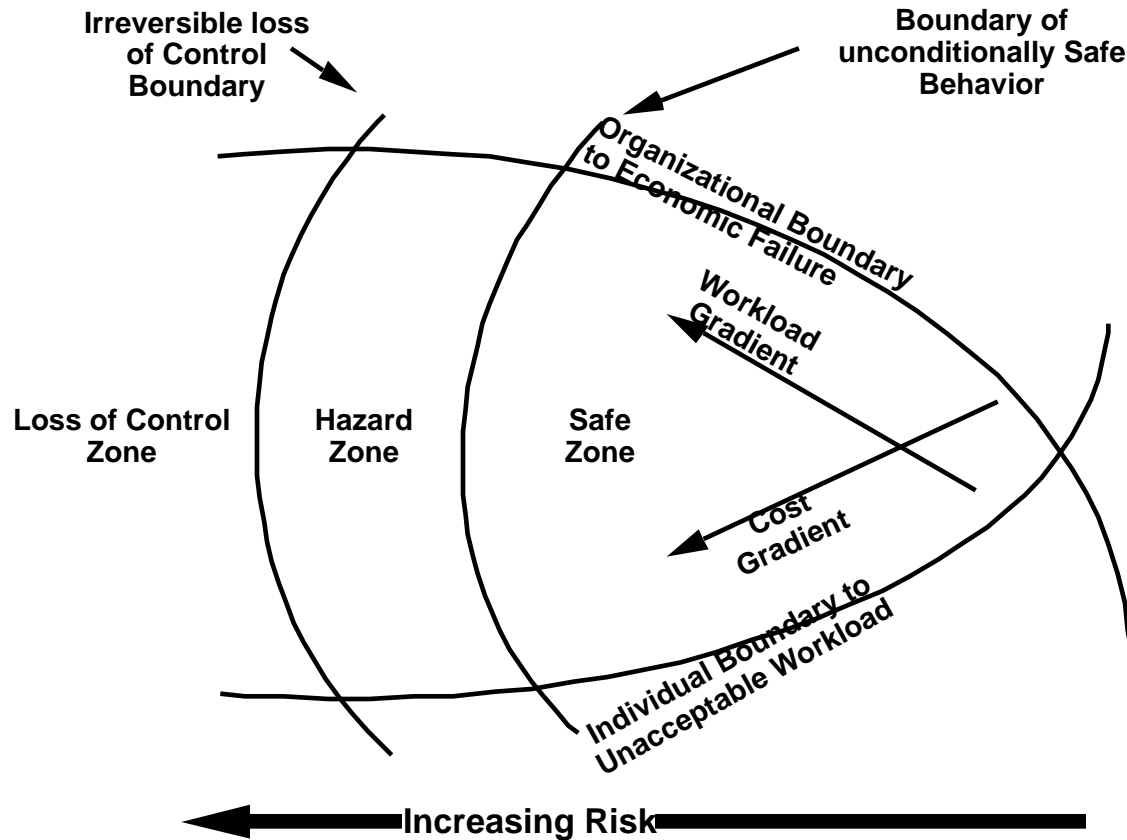 Irreversible loss
of Control
Boundary
Boundary of
unconditionally Safe
Behavior
Organizational Boundary
to Economic Failure
Workload
Gradient
Loss of Control
Zone
Hazard
Zone
Safe
Zone
Cost
Gradient
Individual Boundary to
Unacceptable Workload
Increasing Risk